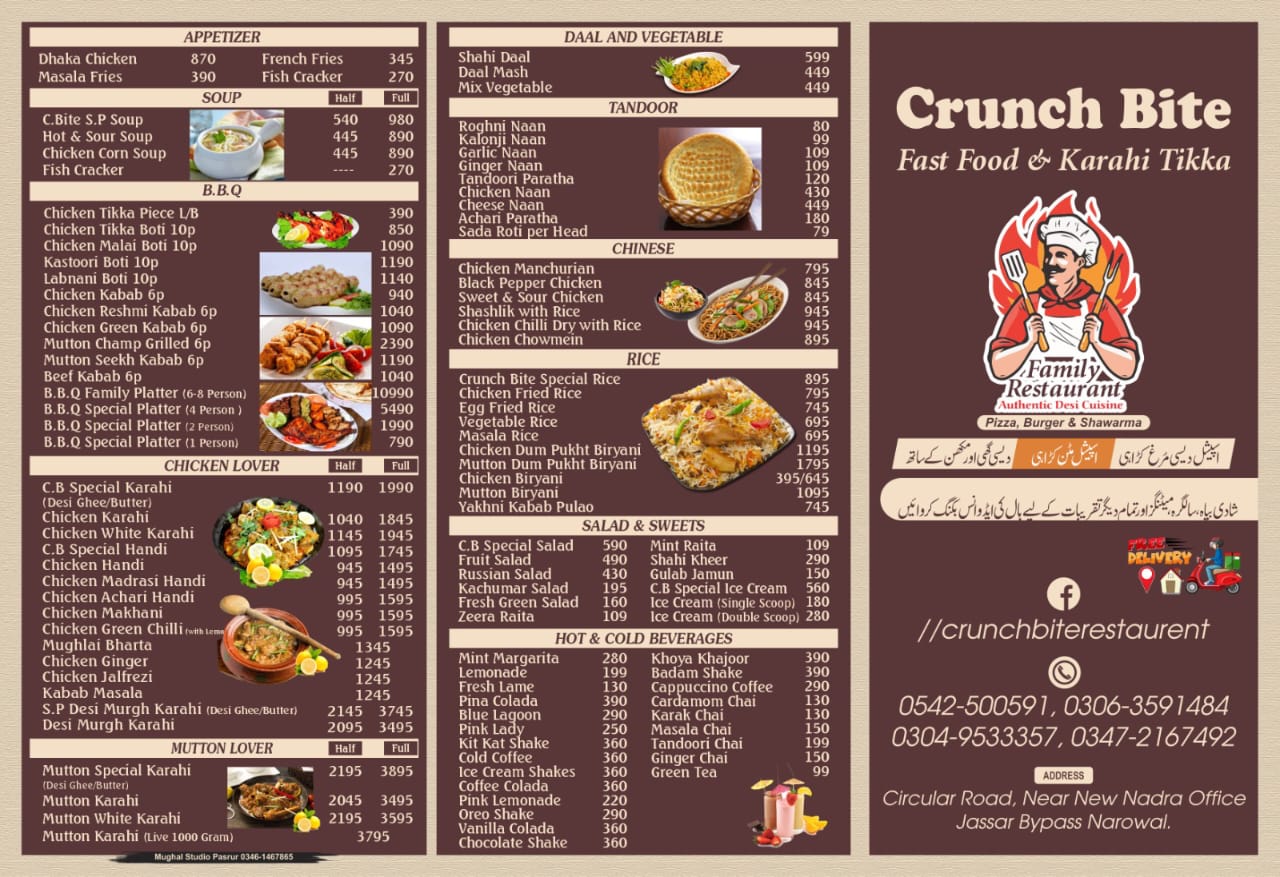 APPETIZER
Dhaka Chicken 870 French Fries 345
Masala Fries 390 Fish Cracker 270
SOUP Half Full
C.Bite S.P Soup 540 980
Hot & Sour Soup 445 890
Chicken Corn Soup 445 890
Fish Cracker ---- 270
B.B.Q
Chicken Tikka Piece L/B 390
Chicken Tikka Boti 10p 850
Chicken Malai Boti 10p 1090
Kastoori Boti 10p 1190
Labnani Boti 10p 1140
Chicken Kabab 6p 940
Chicken Reshmi Kabab 6p 1040
Chicken Green Kabab 6p 1090
Mutton Champ Grilled 6p 2390
Mutton Seekh Kabab 6p 1190
Beef Kabab 6p 1040
B.B.Q Family Platter (6-8 Person) 10990
B.B.Q Special Platter (4 Person ) 5490
B.B.Q Special Platter (2 Person) 1990
B.B.Q Special Platter (1 Person) 790
CHICKEN LOVER Half Full
C.B Special Karahi 1190 1990
(Desi Ghee/Butter)
Chicken Karahi 1040 1845
Chicken White Karahi 1145 1945
C.B Special Handi 1095 1745
Chicken Handi 945 1495
Chicken Madrasi Handi 945 1495
Chicken Achari Handi 995 1595
Chicken Makhani 995 1595
Chicken Green Chilli (with Lemo 995 1595
Mughlai Bharta 1345
Chicken Ginger 1245
Chicken Jalfrezi 1245
Kabab Masala 1245
S.P Desi Murgh Karahi (Desi Ghee/Butter) 2145 3745
Desi Murgh Karahi 2095 3495
MUTTON LOVER Half Full
Mutton Special Karahi 2195 3895
(Desi Ghee/Butter)
Mutton Karahi 2045 3495
Mutton White Karahi 2195 3595
Mutton Karahi (Live 1000 Gram) 3795
Mughal Studio Pasrur 0346-1467865
DAAL AND VEGETABLE
Shahi Daal 599
Daal Mash 449
Mix Vegetable 449
TANDOOR
Roghni Naan 80
Kalonji Naan 99
Garlic Naan 109
Ginger Naan 109
Tandoori Paratha 120
Chicken Naan 430
Cheese Naan 449
Achari Paratha 180
Sada Roti per Head 79
CHINESE
Chicken Manchurian 795
Black Pepper Chicken 845
Sweet & Sour Chicken 845
Shashlik with Rice 945
Chicken Chilli Dry with Rice 945
Chicken Chowmein 895
RICE
Crunch Bite Special Rice 895
Chicken Fried Rice 795
Egg Fried Rice 745
Vegetable Rice 695
Masala Rice 695
Chicken Dum Pukht Biryani 1195
Mutton Dum Pukht Biryani 1795
Chicken Biryani 395/645
Mutton Biryani 1095
Yakhni Kabab Pulao 745
SALAD & SWEETS
C.B Special Salad 590 Mint Raita 109
Fruit Salad 490 Shahi Kheer 290
Russian Salad 430 Gulab Jamun 150
Kachumar Salad 195 C.B Special Ice Cream 560
Fresh Green Salad 160 Ice Cream (Single Scoop) 180
Zeera Raita 109 Ice Cream (Double Scoop) 280
HOT & COLD BEVERAGES
Mint Margarita 280 Khoya Khajoor 390
Lemonade 199 Badam Shake 390
Fresh Lame 130 Cappuccino Coffee 290
Pina Colada 390 Cardamom Chai 130
Blue Lagoon 290 Karak Chai 130
Pink Lady 250 Masala Chai 150
Kit Kat Shake 360 Tandoori Chai 199
Cold Coffee 360 Ginger Chai 150
Ice Cream Shakes 360 Green Tea 99
Coffee Colada 360
Pink Lemonade 220
Oreo Shake 290
Vanilla Colada 360
Chocolate Shake 360
Crunch Bite
Fast Food & Karahi Tikka
Family
Restaurant
Authentic Desi Cuisine
Pizza, Burger & Shawarma
اسپیشل دیسی مرغ کڑاہی اسپیشل مٹن کڑاہی دیسی گھی اور مکھن کے ساتھ
شادی بیاہ، سالگرہ، میٹنگز اور تمام دیگر تقریبات کے لیے ہال کی ایڈوانس بکنگ کروائیں
FREE
DELIVERY
//crunchbiterestaurent
0542-500591, 0306-3591484
0304-9533357, 0347-2167492
ADDRESS
Circular Road, Near New Nadra Office
Jassar Bypass Narowal.